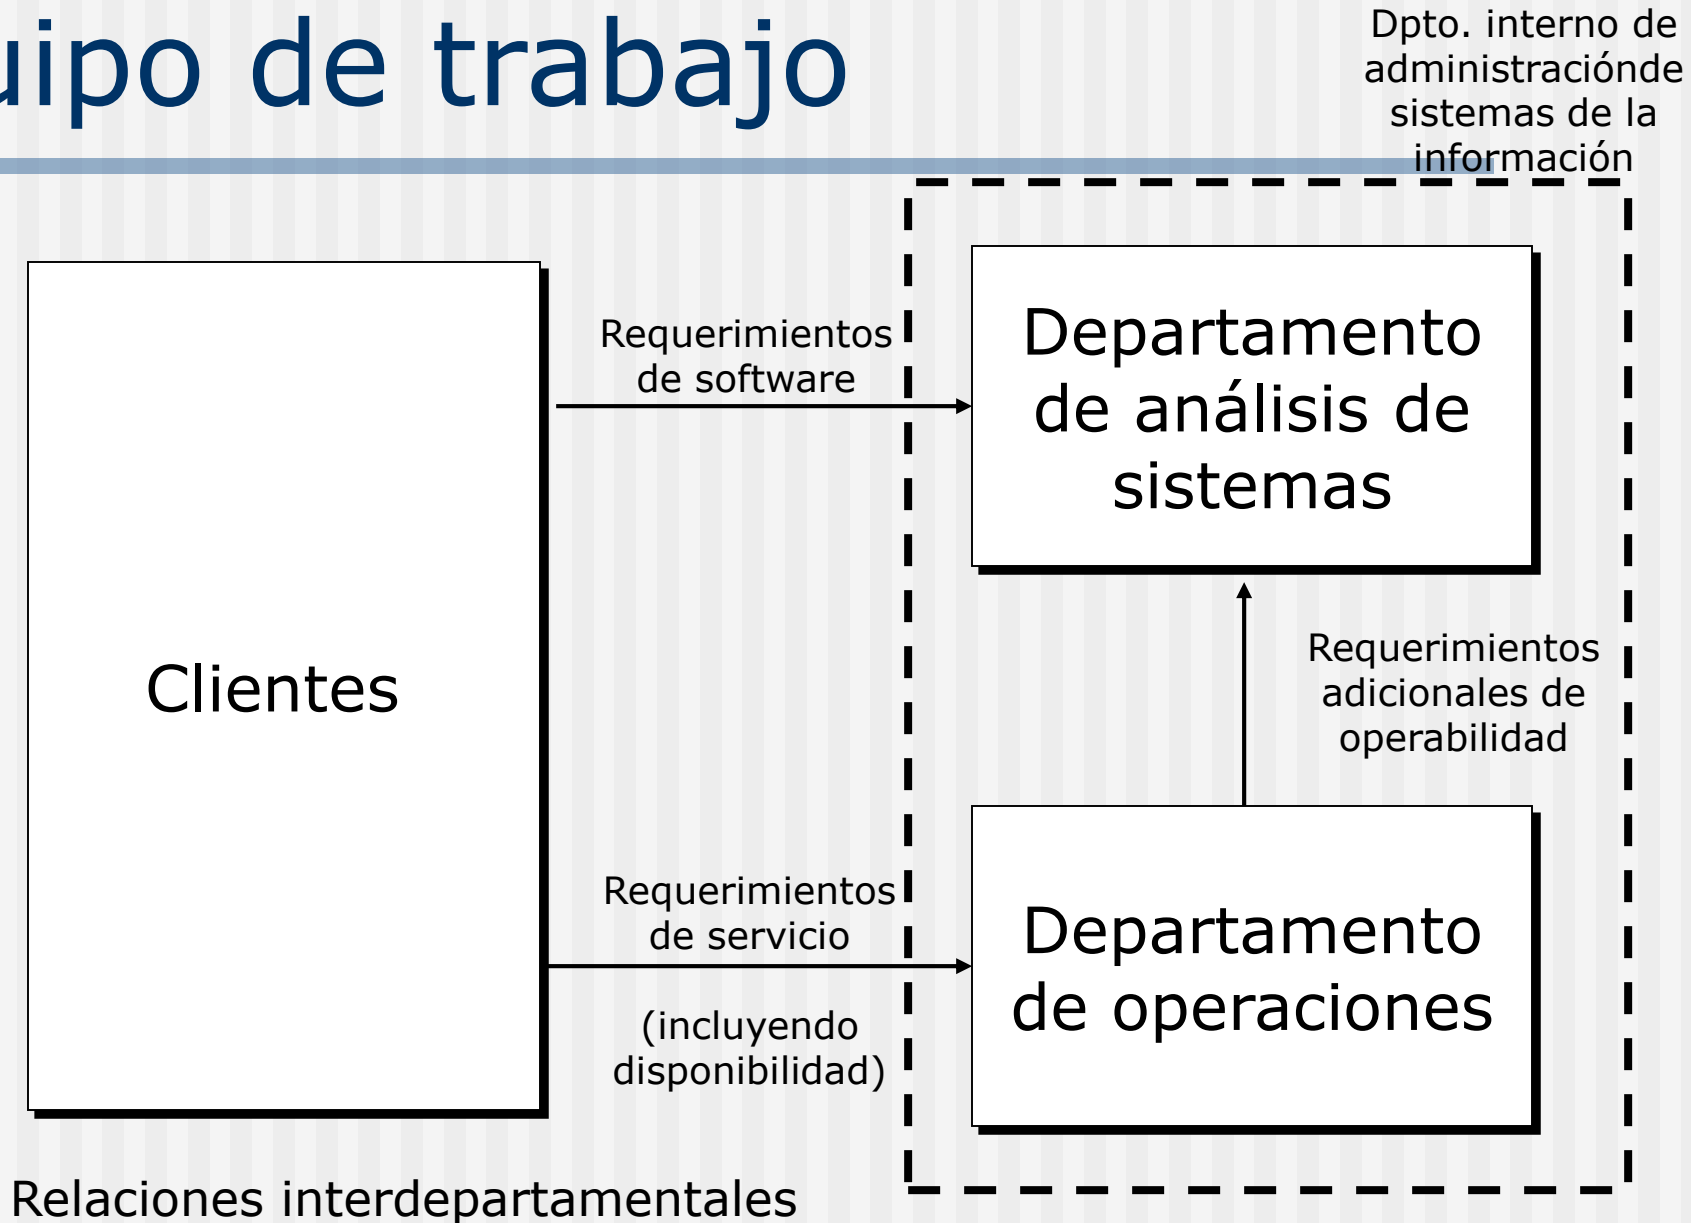 uipo de trabajo
Dpto. interno de
administraciónde
sistemas de la
información
Requerimientos
de software
Departamento
de análisis de
sistemas
Clientes
Requerimientos
adicionales de
operabilidad
Requerimientos
de servicio
(incluyendo
disponibilidad)
Departamento
de operaciones
Relaciones interdepartamentales